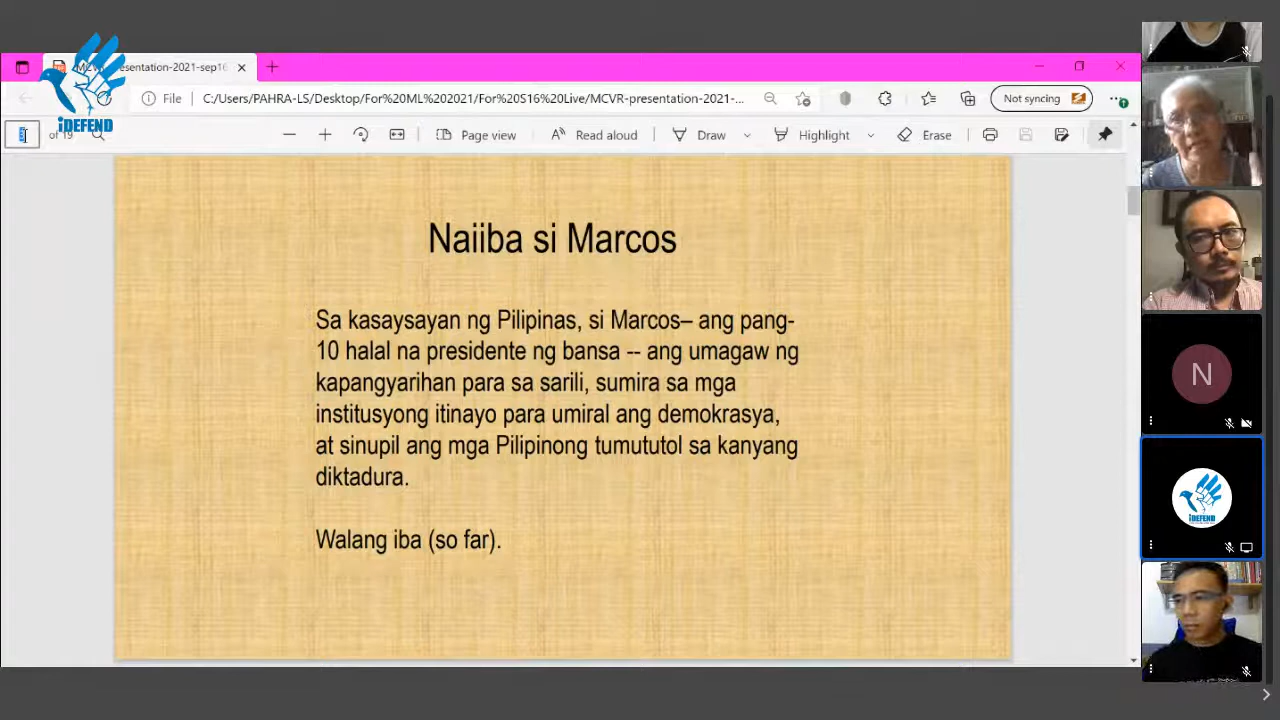 esentation-2021-sep16
iDEFEND
File
C:/Users/PAHRA-LS/Desktop/For%20ML%202021/For%20S16%20Live/MCVR-presentation-2021-...
Not syncing
of 19
Page view
Read aloud
Draw
Highlight
Erase
Naiiba si Marcos
Sa kasaysayan ng Pilipinas, si Marcos– ang pang-
10 halal na presidente ng bansa -- ang umagaw ng
kapangyarihan para sa sarili, sumira sa mga
institusyong itinayo para umiral ang demokrasya,
at sinupil ang mga Pilipinong tumututol sa kanyang
diktadura.
Walang iba (so far).
N
iDEFEND